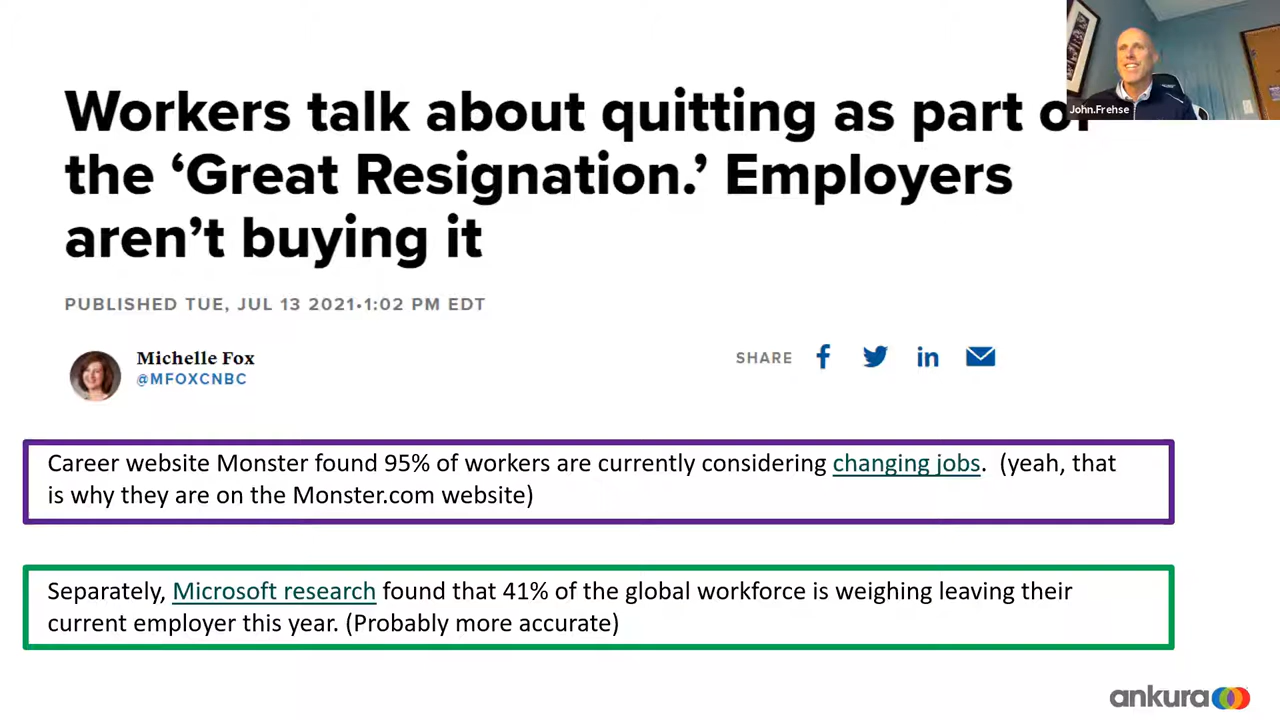 Workers talk about quitting as part of
the ‘Great Resignation.’ Employers
aren’t buying it
PUBLISHED TUE, JUL 13 2021•1:02 PM EDT
Michelle Fox
@MFOXCNBC
SHARE
Career website Monster found 95% of workers are currently considering changing jobs. (yeah, that
is why they are on the Monster.com website)
Separately, Microsoft research found that 41% of the global workforce is weighing leaving their
current employer this year. (Probably more accurate)
John.Frehse
ankura